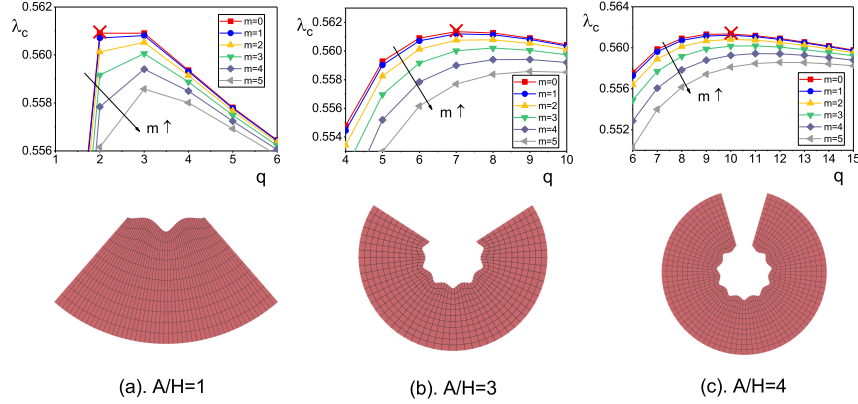 λc
0.562
0.560
0.558
0.556
m=0
m=1
m=2
m=3
m=4
m=5
m ↑
1 2 3 4 5 6
q
λc
0.562
0.560
0.558
0.556
0.554
m=0
m=1
m=2
m=3
m=4
m=5
m ↑
4 5 6 7 8 9 10
q
λc
0.564
0.560
0.556
0.552
m=0
m=1
m=2
m=3
m=4
m=5
m ↑
6 7 8 9 10 11 12 13 14 15
q
(a). A/H=1
(b). A/H=3
(c). A/H=4